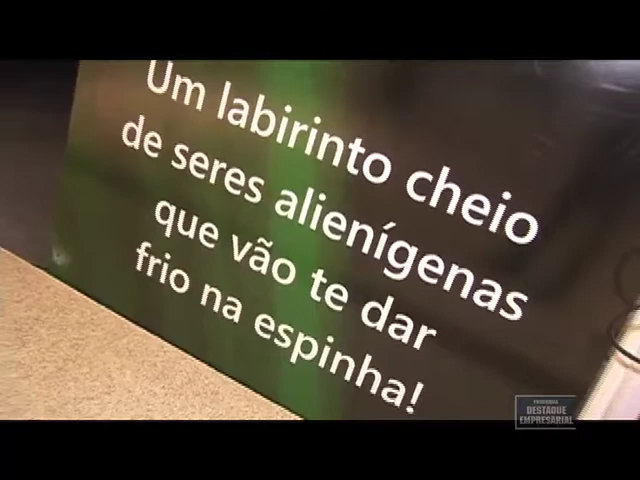 Um labirinto cheio
de seres alienígenas
que vão te dar
frio na espinha!
PROGRAMA
DESTAQUE
EMPRESARIAL